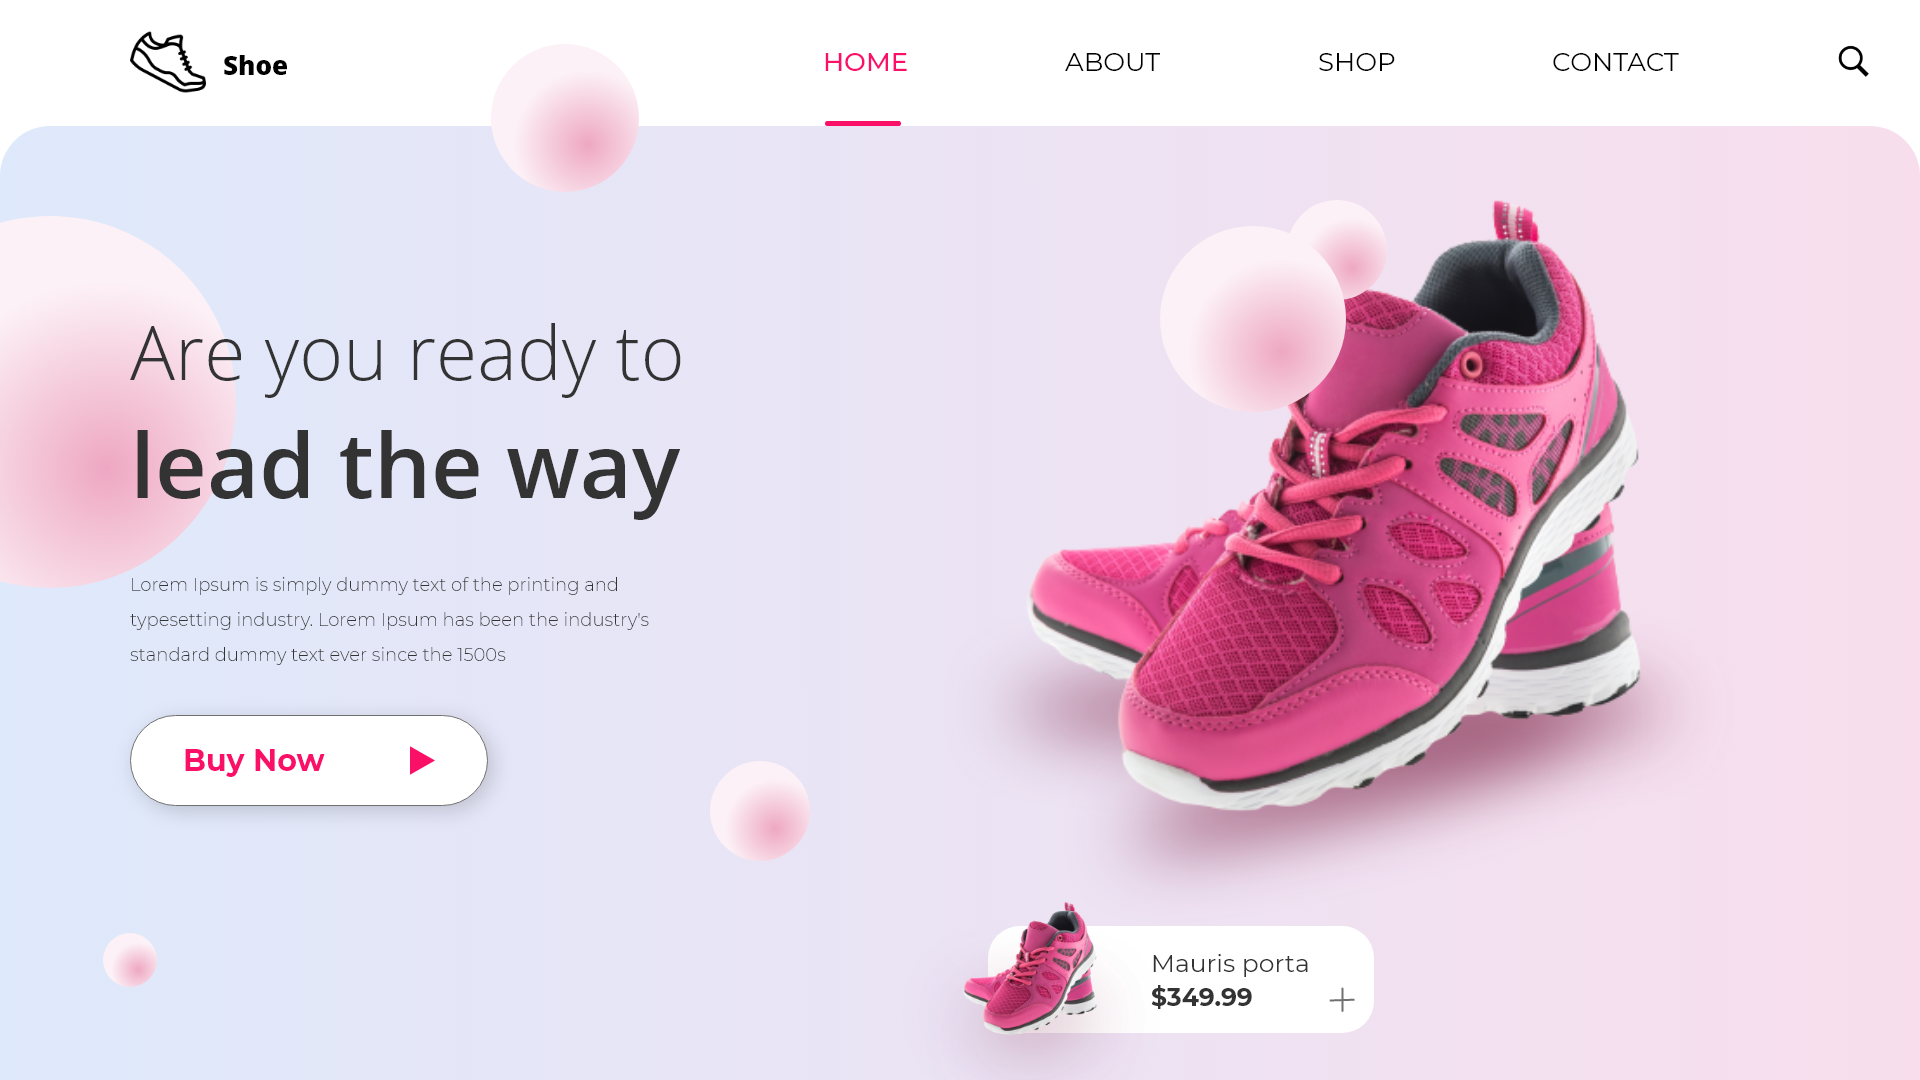 Shoe
HOME
ABOUT
SHOP
CONTACT
Are you ready to
lead the way
Lorem Ipsum is simply dummy text of the printing and
typesetting industry. Lorem Ipsum has been the industry's
standard dummy text ever since the 1500s
Buy Now
Mauris porta
$349.99